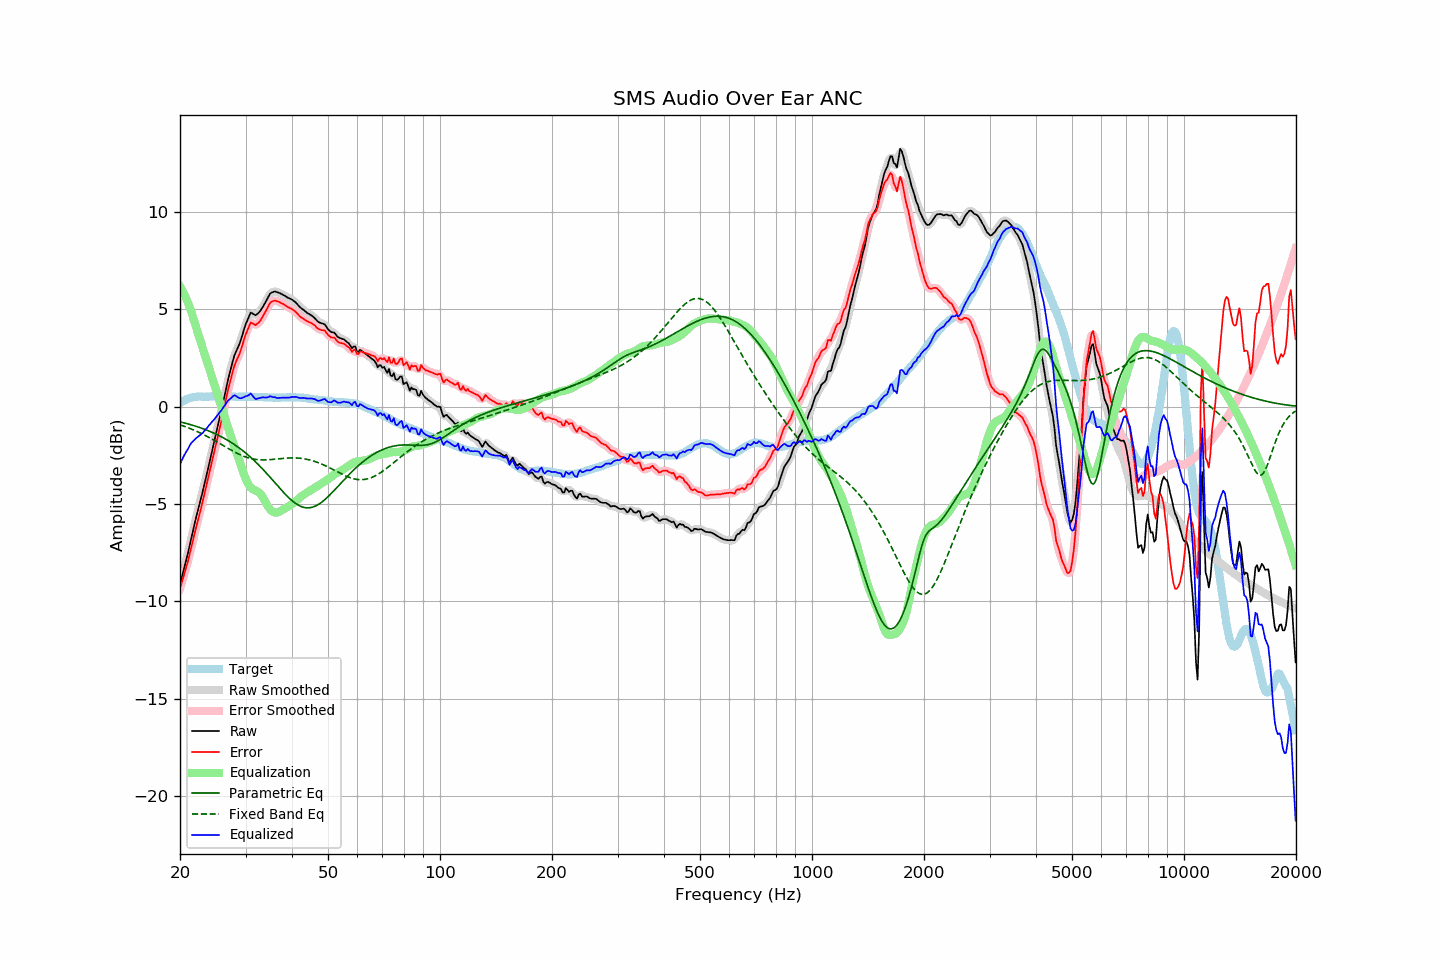 SMS Audio Over Ear ANC
Amplitude (dBr)
10
5
0
−5
−10
−15
−20
Target
Raw Smoothed
Error Smoothed
Raw
Error
Equalization
Parametric Eq
Fixed Band Eq
Equalized
20 50 100 200 500 1000 2000 5000 10000 20000
Frequency (Hz)